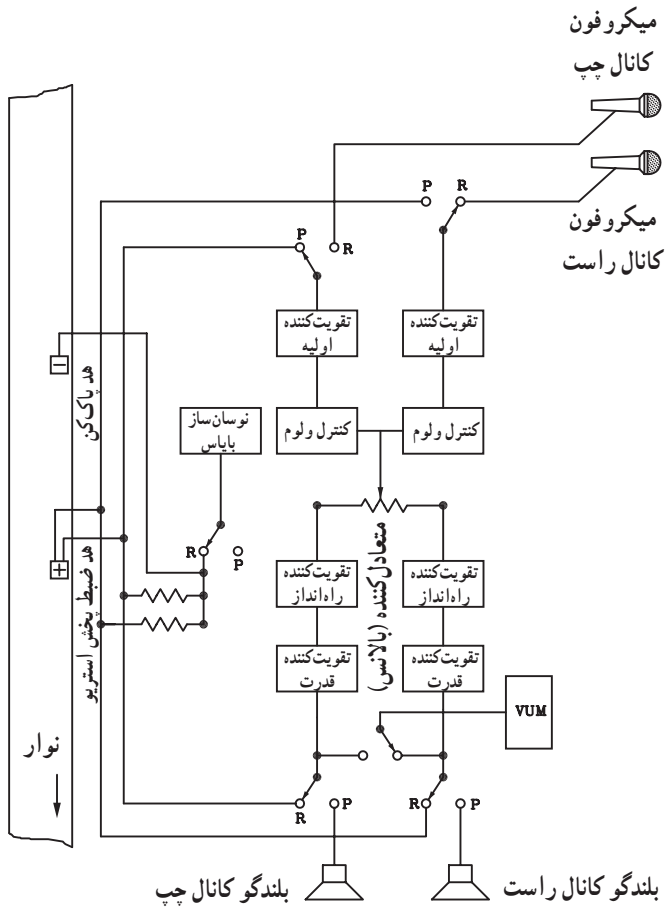 میکروفون
کانال چپ
میکروفون
کانال راست
P
R
P
R
تقویت‌کننده
اولیه
تقویت‌کننده
اولیه
هد پاک‌کن
نوسان‌ساز
بایاس
کنترل ولوم
کنترل ولوم
R
P
هد ضبط پخش استریو
متعادل‌کننده (بالانس)
تقویت‌کننده
راه‌انداز
تقویت‌کننده
راه‌انداز
تقویت‌کننده
قدرت
تقویت‌کننده
قدرت
VUM
نوار
R
P
R
P
بلندگو کانال چپ
بلندگو کانال راست